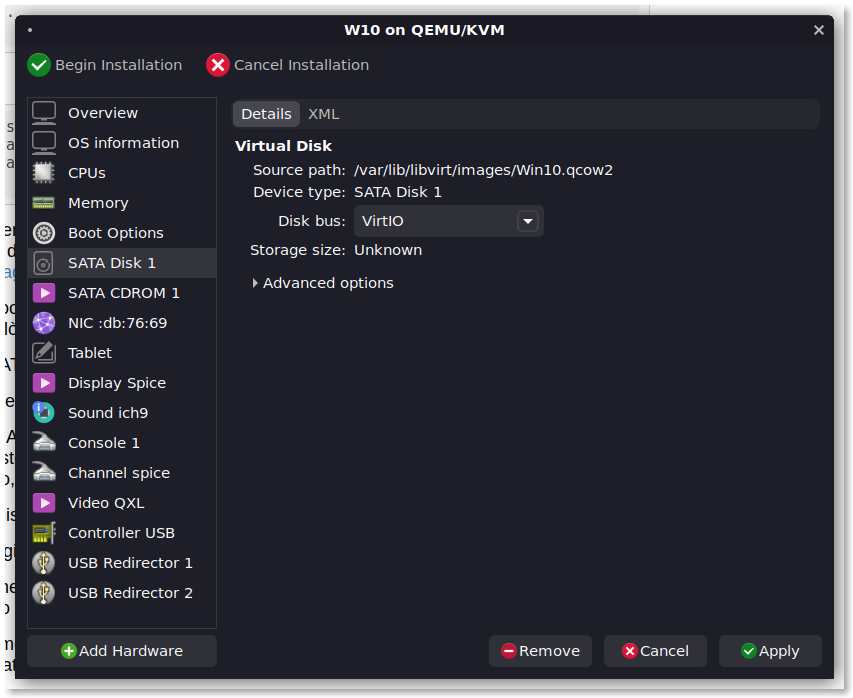 W10 on QEMU/KVM
Begin Installation
Cancel Installation
Overview
OS information
CPUs
Memory
Boot Options
SATA Disk 1
SATA CDROM 1
NIC :db:76:69
Tablet
Display Spice
Sound ich9
Console 1
Channel spice
Video QXL
Controller USB
USB Redirector 1
USB Redirector 2
Add Hardware
Details XML
Virtual Disk
Source path: /var/lib/libvirt/images/Win10.qcow2
Device type: SATA Disk 1
Disk bus: VirtIO
Storage size: Unknown
Advanced options
Remove
Cancel
Apply